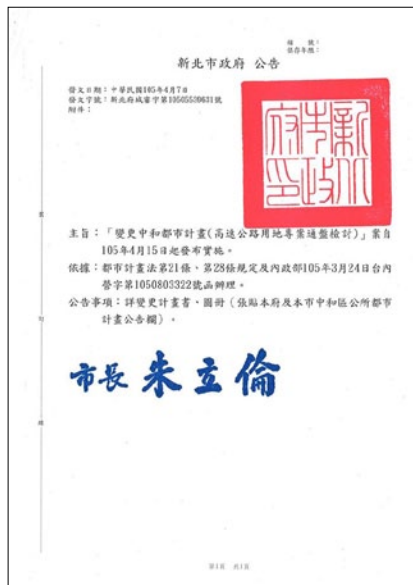 檔　號：
保存年限：
新北市政府 公告
發文日期：中華民國105年4月7日
發文字號：新北府城審字第10505539631號
附件：
新北
市政
府印
主旨：「變更中和都市計畫(高速公路用地專案通盤檢討)」案自
105年4月15日起發布實施。
依據：都市計畫法第21條、第28條規定及內政部105年3月24日台內
營字第1050803322號函辦理。
公告事項：詳變更計畫書、圖冊（張貼本府及本市中和區公所都市
計畫公告欄）。
市長 朱立倫
裝
訂
線
第1頁 共1頁